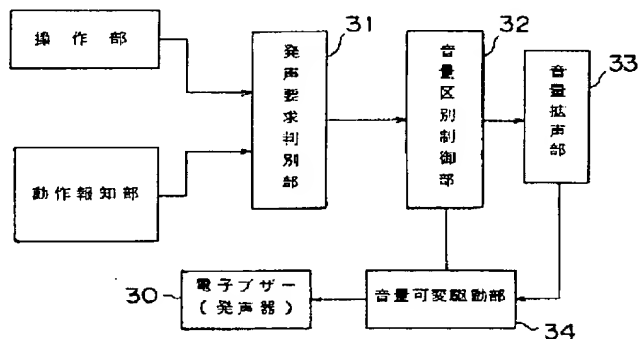 操作部
動作報知部
31
発声要求判別部
32
音量区別制御部
33
音量拡声部
30
電子ブザー
(発声器)
音量可変駆動部
34